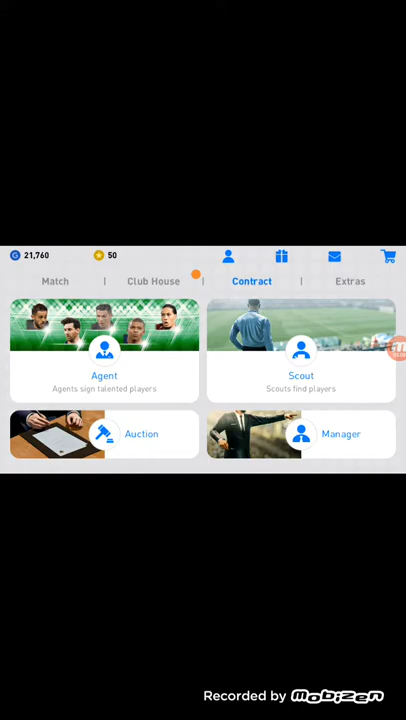 G 21,760 50
Match | Club House | Contract | Extras
Agent
Agents sign talented players
Scout
Scouts find players
Auction
Manager
Recorded by mobizen